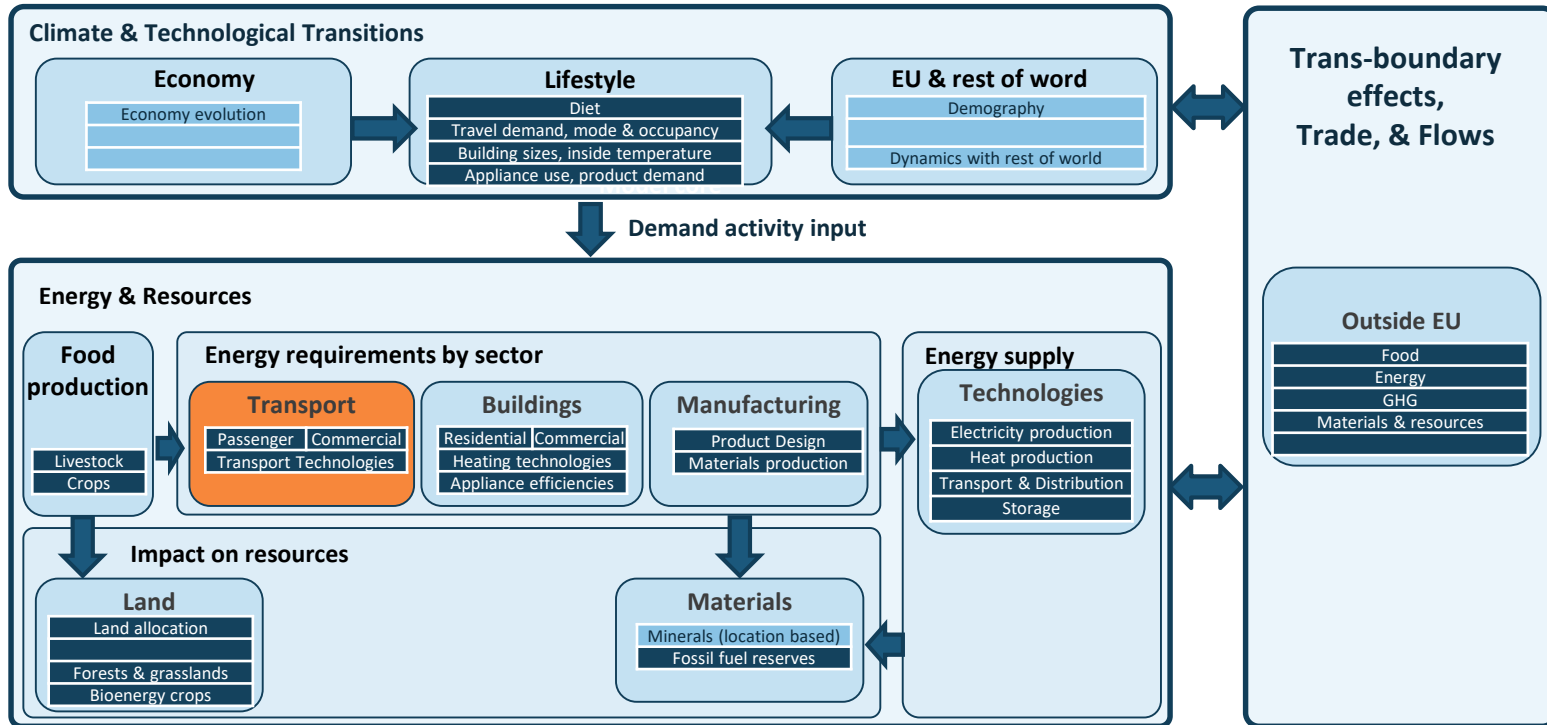 Climate & Technological Transitions
Economy
Economy evolution
Lifestyle
Diet
Travel demand, mode & occupancy
Building sizes, inside temperature
Appliance use, product demand
EU & rest of word
Demography
Dynamics with rest of world
Trans-boundary
effects,
Trade, & Flows
Demand activity input
Energy & Resources
Food
production
Livestock
Crops
Energy requirements by sector
Transport
Passenger
Commercial
Transport Technologies
Buildings
Residential
Commercial
Heating technologies
Appliance efficiencies
Manufacturing
Product Design
Materials production
Energy supply
Technologies
Electricity production
Heat production
Transport & Distribution
Storage
Outside EU
Food
Energy
GHG
Materials & resources
Impact on resources
Land
Land allocation
Forests & grasslands
Bioenergy crops
Materials
Minerals (location based)
Fossil fuel reserves